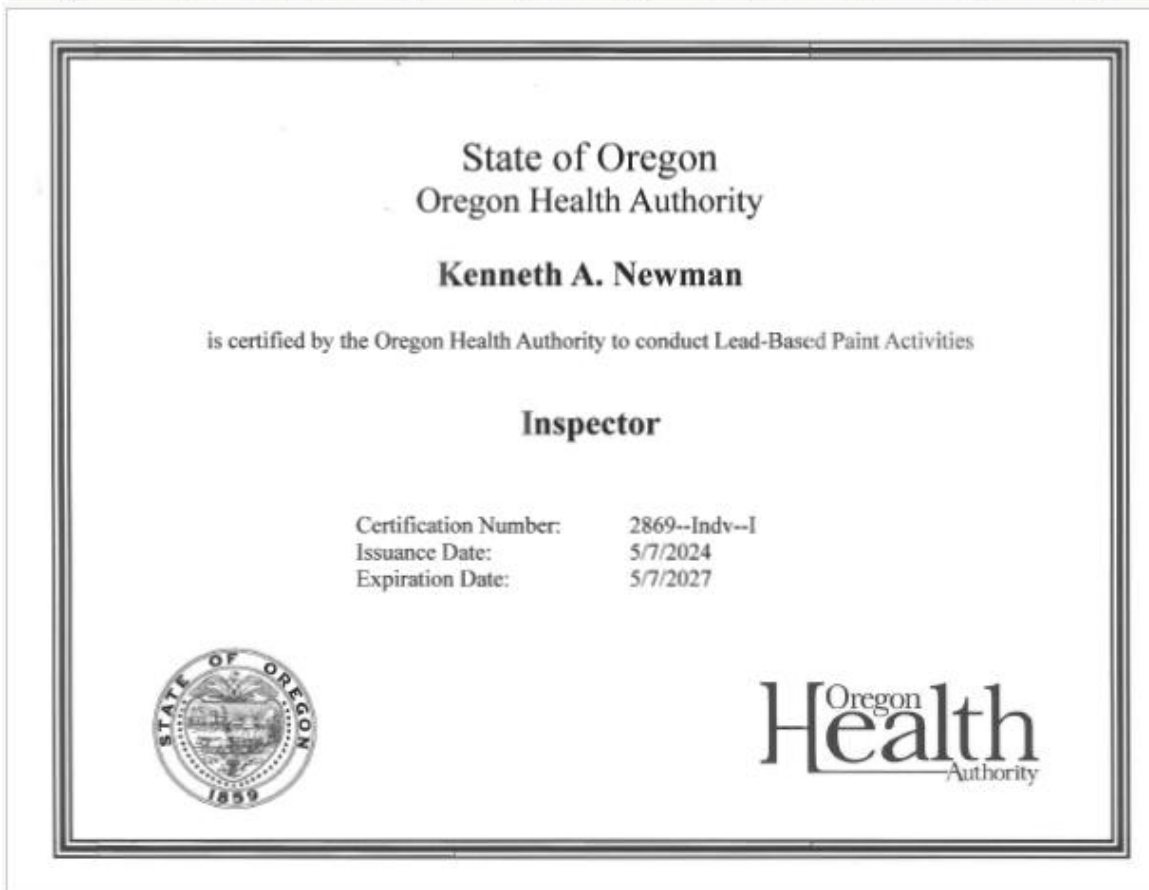 State of Oregon
Oregon Health Authority
Kenneth A. Newman
is certified by the Oregon Health Authority to conduct Lead-Based Paint Activities
Inspector
Certification Number: 2869--Indv--I
Issuance Date: 5/7/2024
Expiration Date: 5/7/2027
STATE OF OREGON
1859
Oregon
Health
Authority